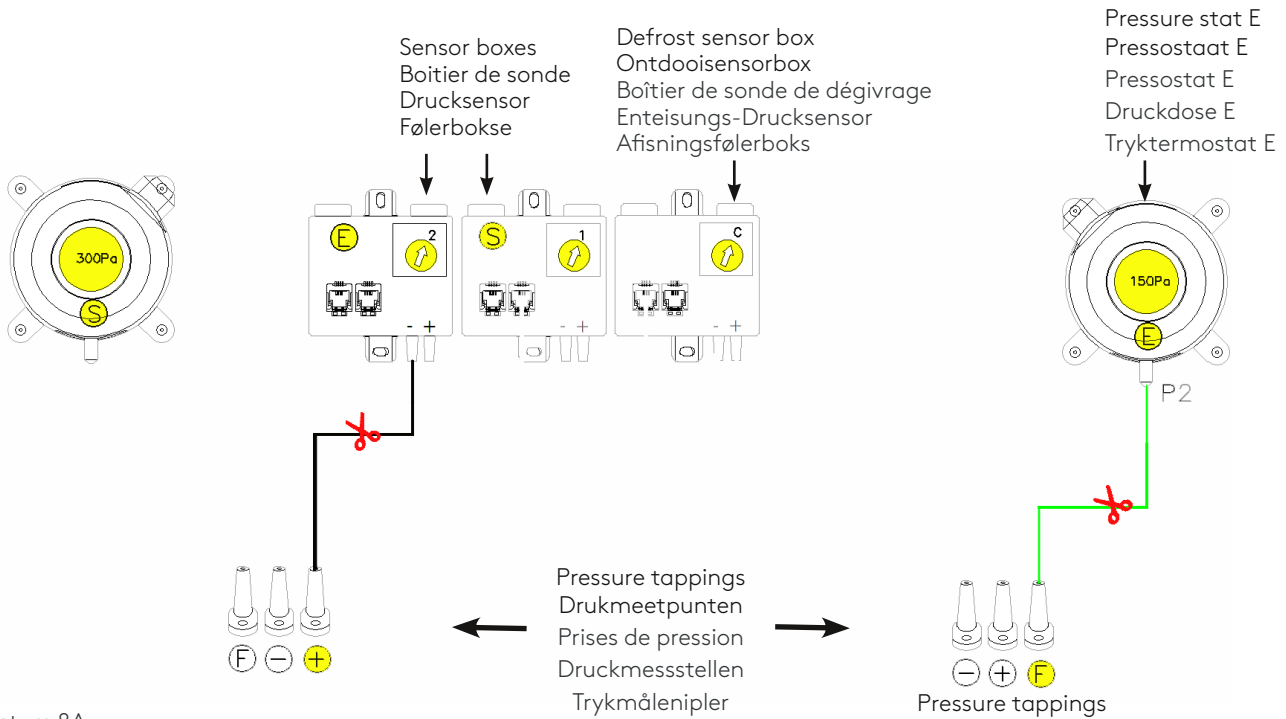 Sensor boxes
Boitier de sonde
Drucksensor
Følerbokse
Defrost sensor box
Ontdooisensorbox
Boîtier de sonde de dégivrage
Enteisungs-Drucksensor
Afisningsfølerboks
Pressure stat E
Pressostaat E
Pressostat E
Druckdose E
Tryktermostat E
300Pa
S
E
2
- +
S
1
- +
C
- +
150Pa
E
P2
F - +
Pressure tappings
Drukmeetpunten
Prises de pression
Druckmessstellen
Trykmålenipler
- + F
Pressure tappings